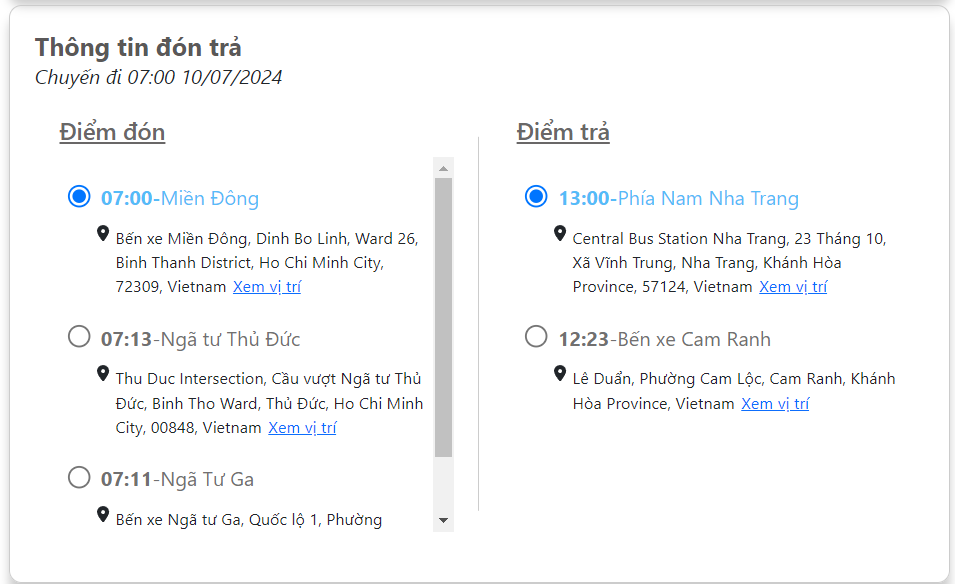 Thông tin đón trả
Chuyến đi 07:00 10/07/2024
Điểm đón
07:00-Miền Đông
Bến xe Miền Đông, Dinh Bo Linh, Ward 26,
Binh Thanh District, Ho Chi Minh City,
72309, Vietnam Xem vị trí
07:13-Ngã tư Thủ Đức
Thu Duc Intersection, Cầu vượt Ngã tư Thủ
Đức, Binh Tho Ward, Thủ Đức, Ho Chi Minh
City, 00848, Vietnam Xem vị trí
07:11-Ngã Tư Ga
Bến xe Ngã tư Ga, Quốc lộ 1, Phường
Điểm trả
13:00-Phía Nam Nha Trang
Central Bus Station Nha Trang, 23 Tháng 10,
Xã Vĩnh Trung, Nha Trang, Khánh Hòa
Province, 57124, Vietnam Xem vị trí
12:23-Bến xe Cam Ranh
Lê Duẩn, Phường Cam Lộc, Cam Ranh, Khánh
Hòa Province, Vietnam Xem vị trí